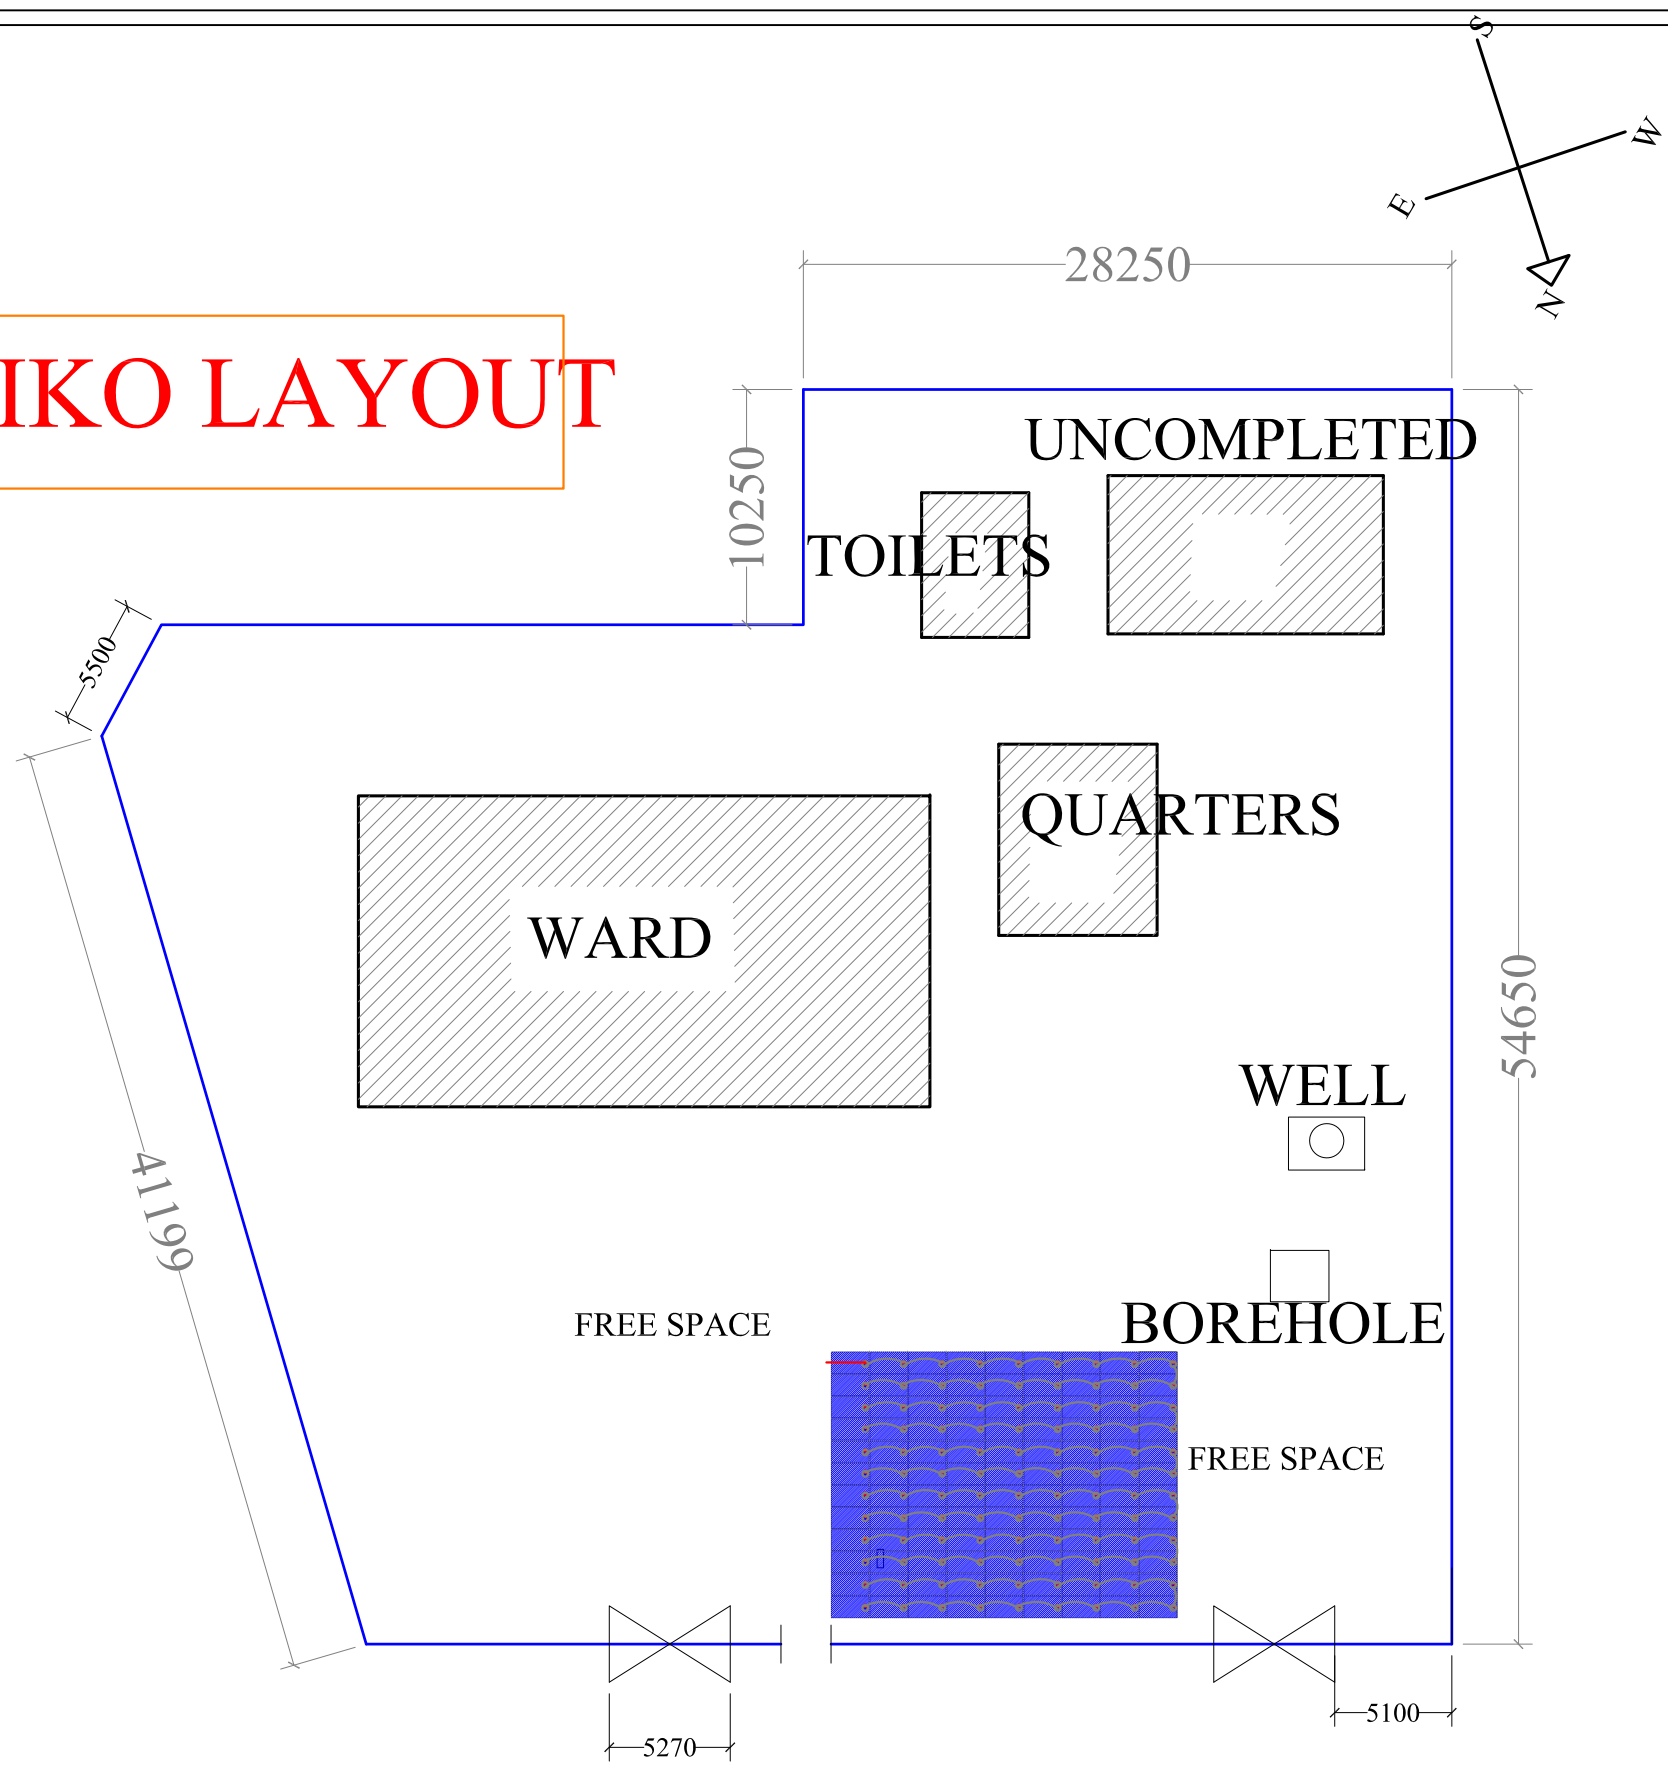 S
W
E
N
28250
IKO LAYOUT
UNCOMPLETED
10250
TOILETS
5500
QUARTERS
WARD
54650
WELL
41199
BOREHOLE
FREE SPACE
FREE SPACE
5100
5270